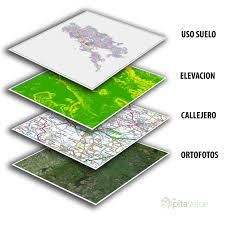 USO SUELO
ELEVACION
CALLEJERO
ORTOFOTOS
pitaverde